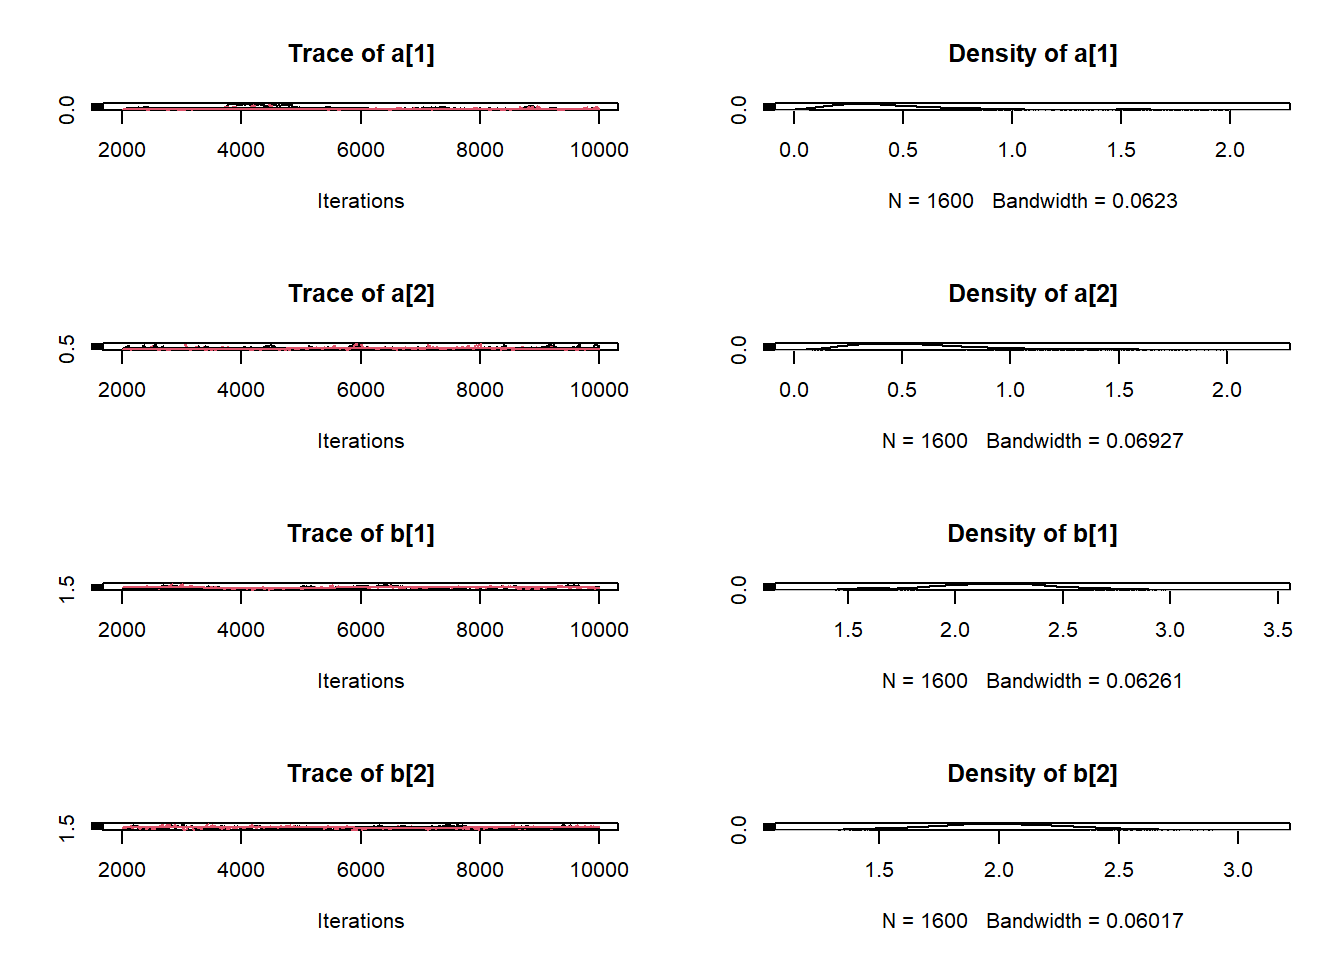 Trace of a[1]
0.0
2000 4000 6000 8000 10000
Iterations
Density of a[1]
0.0
0.0 0.5 1.0 1.5 2.0
N = 1600 Bandwidth = 0.0623
Trace of a[2]
0.5
2000 4000 6000 8000 10000
Iterations
Density of a[2]
0.0
0.0 0.5 1.0 1.5 2.0
N = 1600 Bandwidth = 0.06927
Trace of b[1]
1.5
2000 4000 6000 8000 10000
Iterations
Density of b[1]
0.0
1.5 2.0 2.5 3.0 3.5
N = 1600 Bandwidth = 0.06261
Trace of b[2]
1.5
2000 4000 6000 8000 10000
Iterations
Density of b[2]
0.0
1.5 2.0 2.5 3.0
N = 1600 Bandwidth = 0.06017